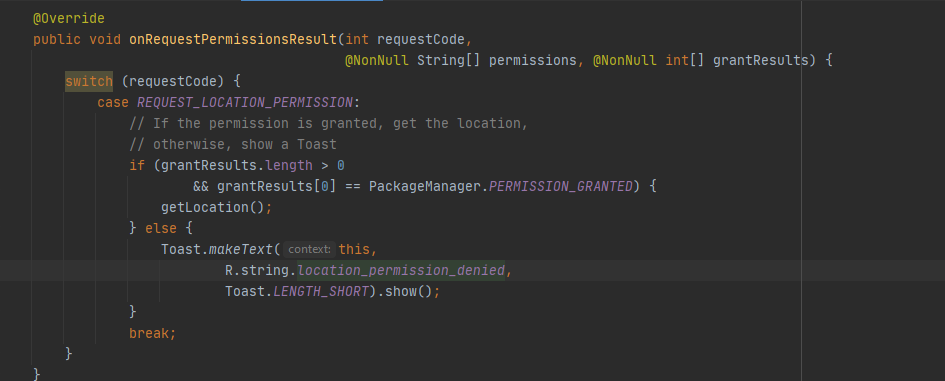 @Override
public void onRequestPermissionsResult(int requestCode,
@NonNull String[] permissions, @NonNull int[] grantResults) {
switch (requestCode) {
case REQUEST_LOCATION_PERMISSION:
// If the permission is granted, get the location,
// otherwise, show a Toast
if (grantResults.length > 0
&& grantResults[0] == PackageManager.PERMISSION_GRANTED) {
getLocation();
} else {
Toast.makeText( context: this,
R.string.location_permission_denied,
Toast.LENGTH_SHORT).show();
}
break;
}
}